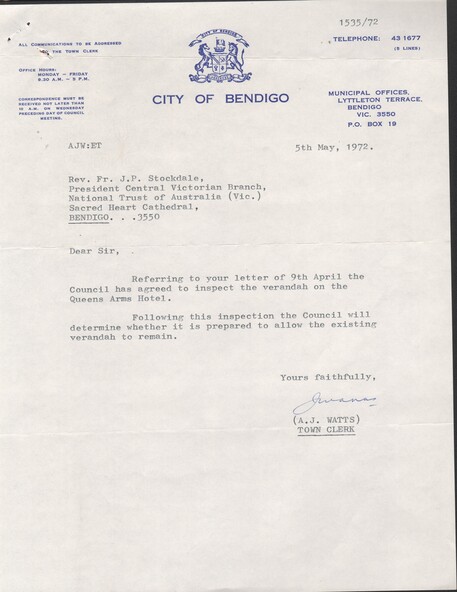 1535/72
CITY OF BENDIGO
ALL COMMUNICATIONS TO BE ADDRESSED
TO THE TOWN CLERK
OFFICE HOURS:
MONDAY — FRIDAY
9.30 A.M. – 5 P.M.
CORRESPONDENCE MUST BE
RECEIVED NOT LATER THAN
10 A.M. ON WEDNESDAY
PRECEDING DAY OF COUNCIL
MEETING.
CITY OF BENDIGO
TELEPHONE: 43 1677
(5 LINES)
MUNICIPAL OFFICES,
LYTTLETON TERRACE,
BENDIGO
VIC. 3550
P.O. BOX 19
AJW:ET
5th May, 1972.
Rev. Fr. J.P. Stockdale,
President Central Victorian Branch,
National Trust of Australia (Vic.)
Sacred Heart Cathedral,
BENDIGO. . .3550
Dear Sir,
Referring to your letter of 9th April the
Council has agreed to inspect the verandah on the
Queens Arms Hotel.
Following this inspection the Council will
determine whether it is prepared to allow the existing
verandah to remain.
Yours faithfully,
(A.J. WATTS)
TOWN CLERK